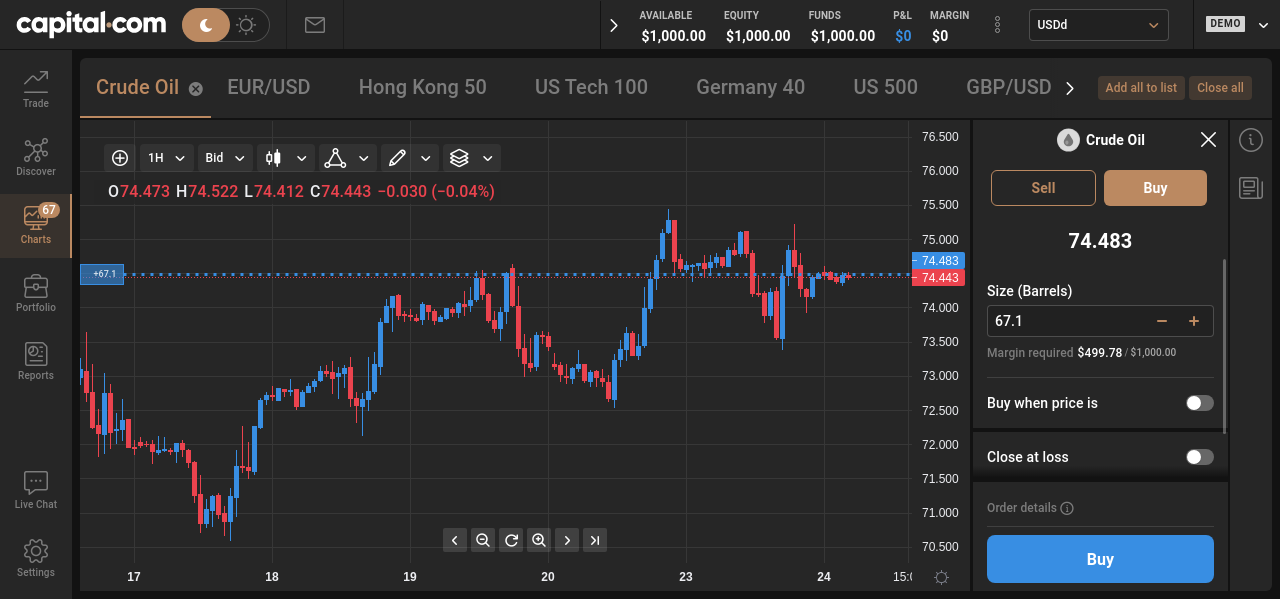 capital.com
AVAILABLE EQUITY FUNDS P&L MARGIN
$1,000.00 $1,000.00 $1,000.00 $0 $0
USDd
DEMO
Trade
Discover
67
Charts
Portfolio
Reports
Live Chat
Settings
Crude Oil EUR/USD Hong Kong 50 US Tech 100 Germany 40 US 500 GBP/USD
Add all to list Close all
1H Bid
O74.473 H74.522 L74.412 C74.443 −0.030 (−0.04%)
+67.1
76.500
76.000
75.500
75.000
74.483
74.443
74.000
73.500
73.000
72.500
72.000
71.500
71.000
70.500
17 18 19 20 23 24 15:0
Crude Oil
Sell Buy
74.483
Size (Barrels)
67.1
Margin required $499.78 / $1,000.00
Buy when price is
Close at loss
Order details
Buy